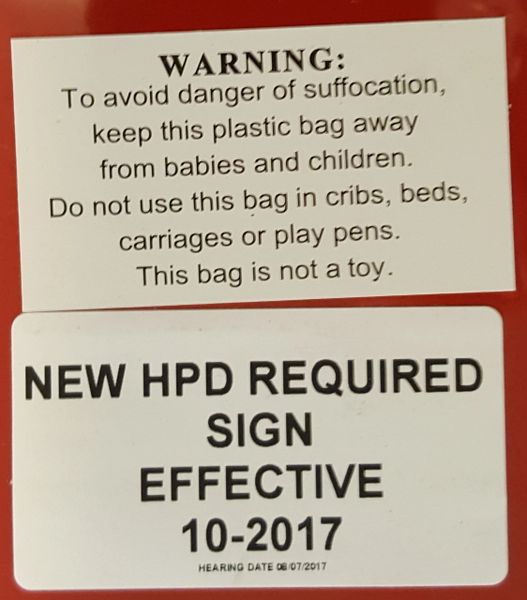 WARNING:
To avoid danger of suffocation,
keep this plastic bag away
from babies and children.
Do not use this bag in cribs, beds,
carriages or play pens.
This bag is not a toy.
NEW HPD REQUIRED
SIGN
EFFECTIVE
10-2017
HEARING DATE 08/07/2017